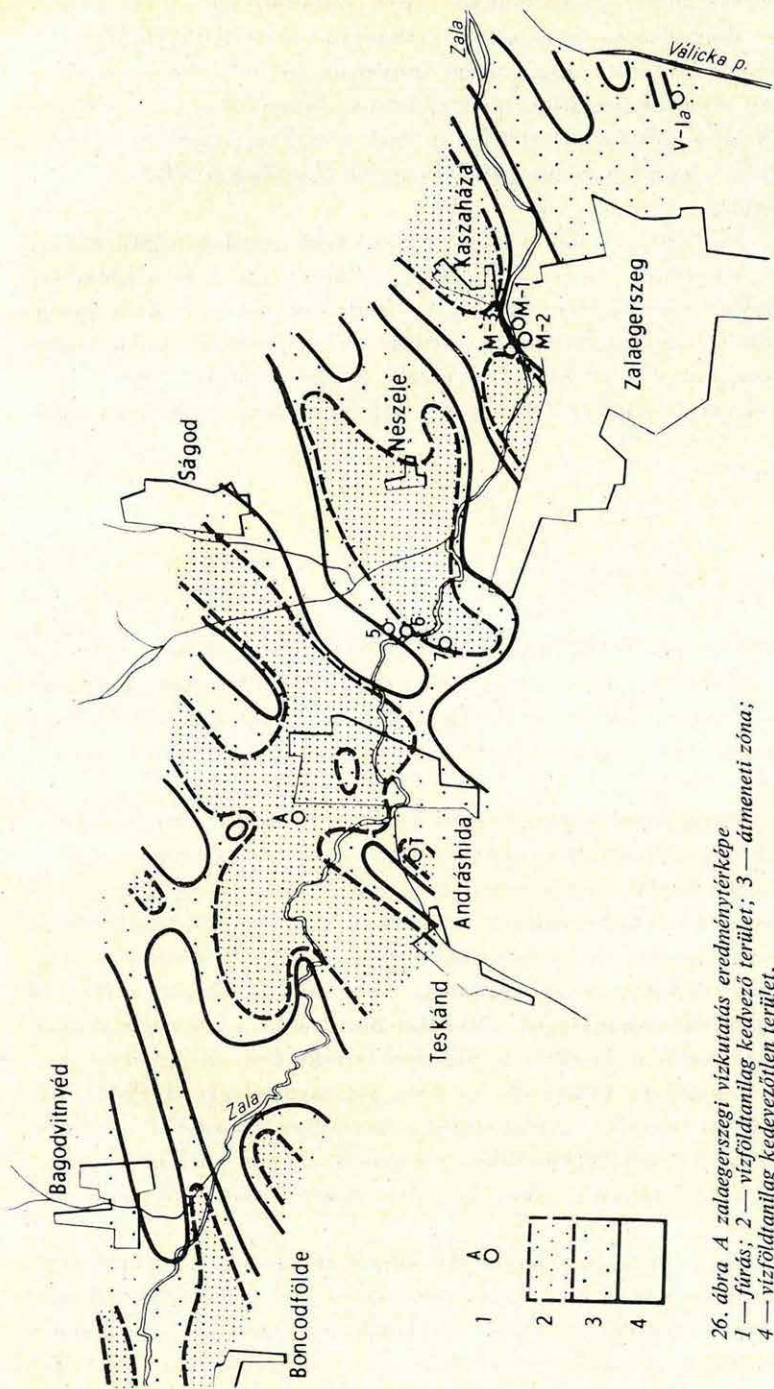 Bagodvitnyéd
Zala
Boncodfölde
Teskánd
Andráshida
A
T
Ságod
5
6
7
Neszele
Kaszaháza
M-3
M-1
M-2
Zalaegerszeg
Zala
Válicka p.
V-1a
1
A
2
3
4
26. ábra A zalaegerszegi vízkutatás eredménytérképe
1 — fúrás; 2 — vízföldtanilag kedvező terület; 3 — átmeneti zóna;
4 — vízföldtanilag kedvezőtlen terület